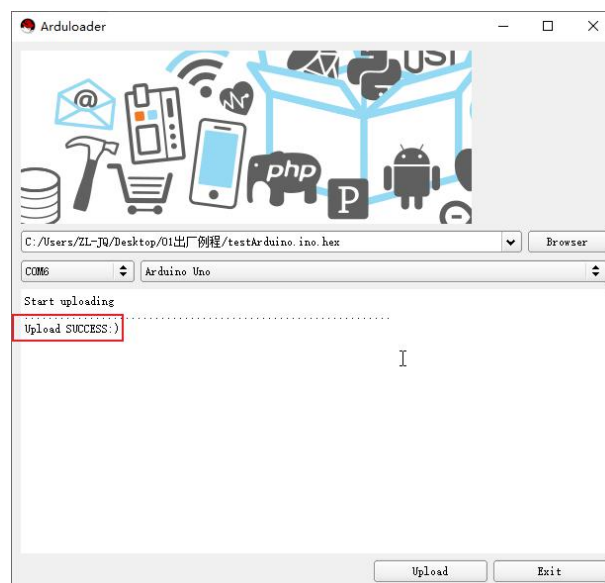 Arduloader
@
USI
php
P
C:/Users/ZL-JQ/Desktop/01出厂例程/testArduino.ino.hex
Browser
COM6
Arduino Uno
Start uploading
Upload SUCCESS:)
Upload
Exit